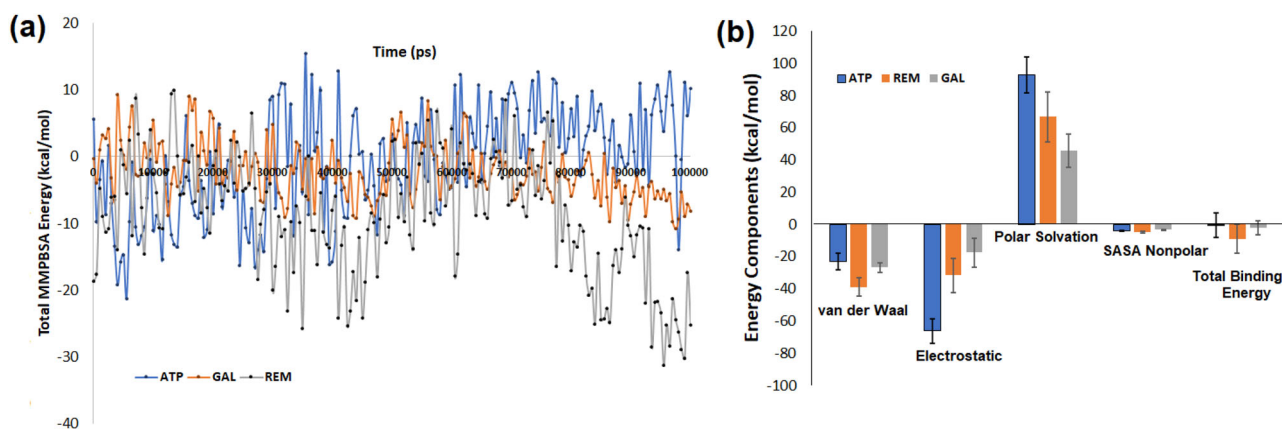 (a)
Total MMPBSA Energy (kcal/mol)
20
10
0
-10
-20
-30
-40
Time (ps)
0
10000
20000
30000
40000
50000
60000
70000
80000
90000
100000
ATP GAL REM
(b)
Energy Components (kcal/mol)
120
100
80
60
40
20
0
-20
-40
-60
-80
-100
ATP REM GAL
van der Waal
Electrostatic
Polar Solvation
SASA Nonpolar
Total Binding
Energy